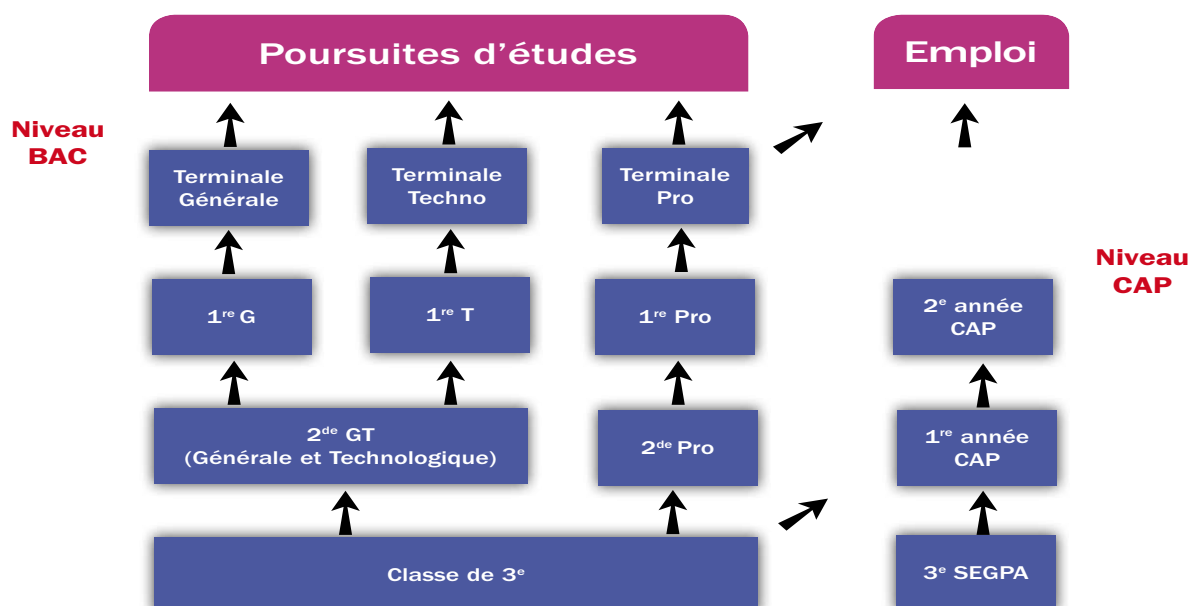 Poursuites d'études
Emploi
Niveau
BAC
Terminale
Générale
Terminale
Techno
Terminale
Pro
Niveau
CAP
1re G
1re T
1re Pro
2e année
CAP
2de GT
(Générale et Technologique)
2de Pro
1re année
CAP
Classe de 3e
3e SEGPA